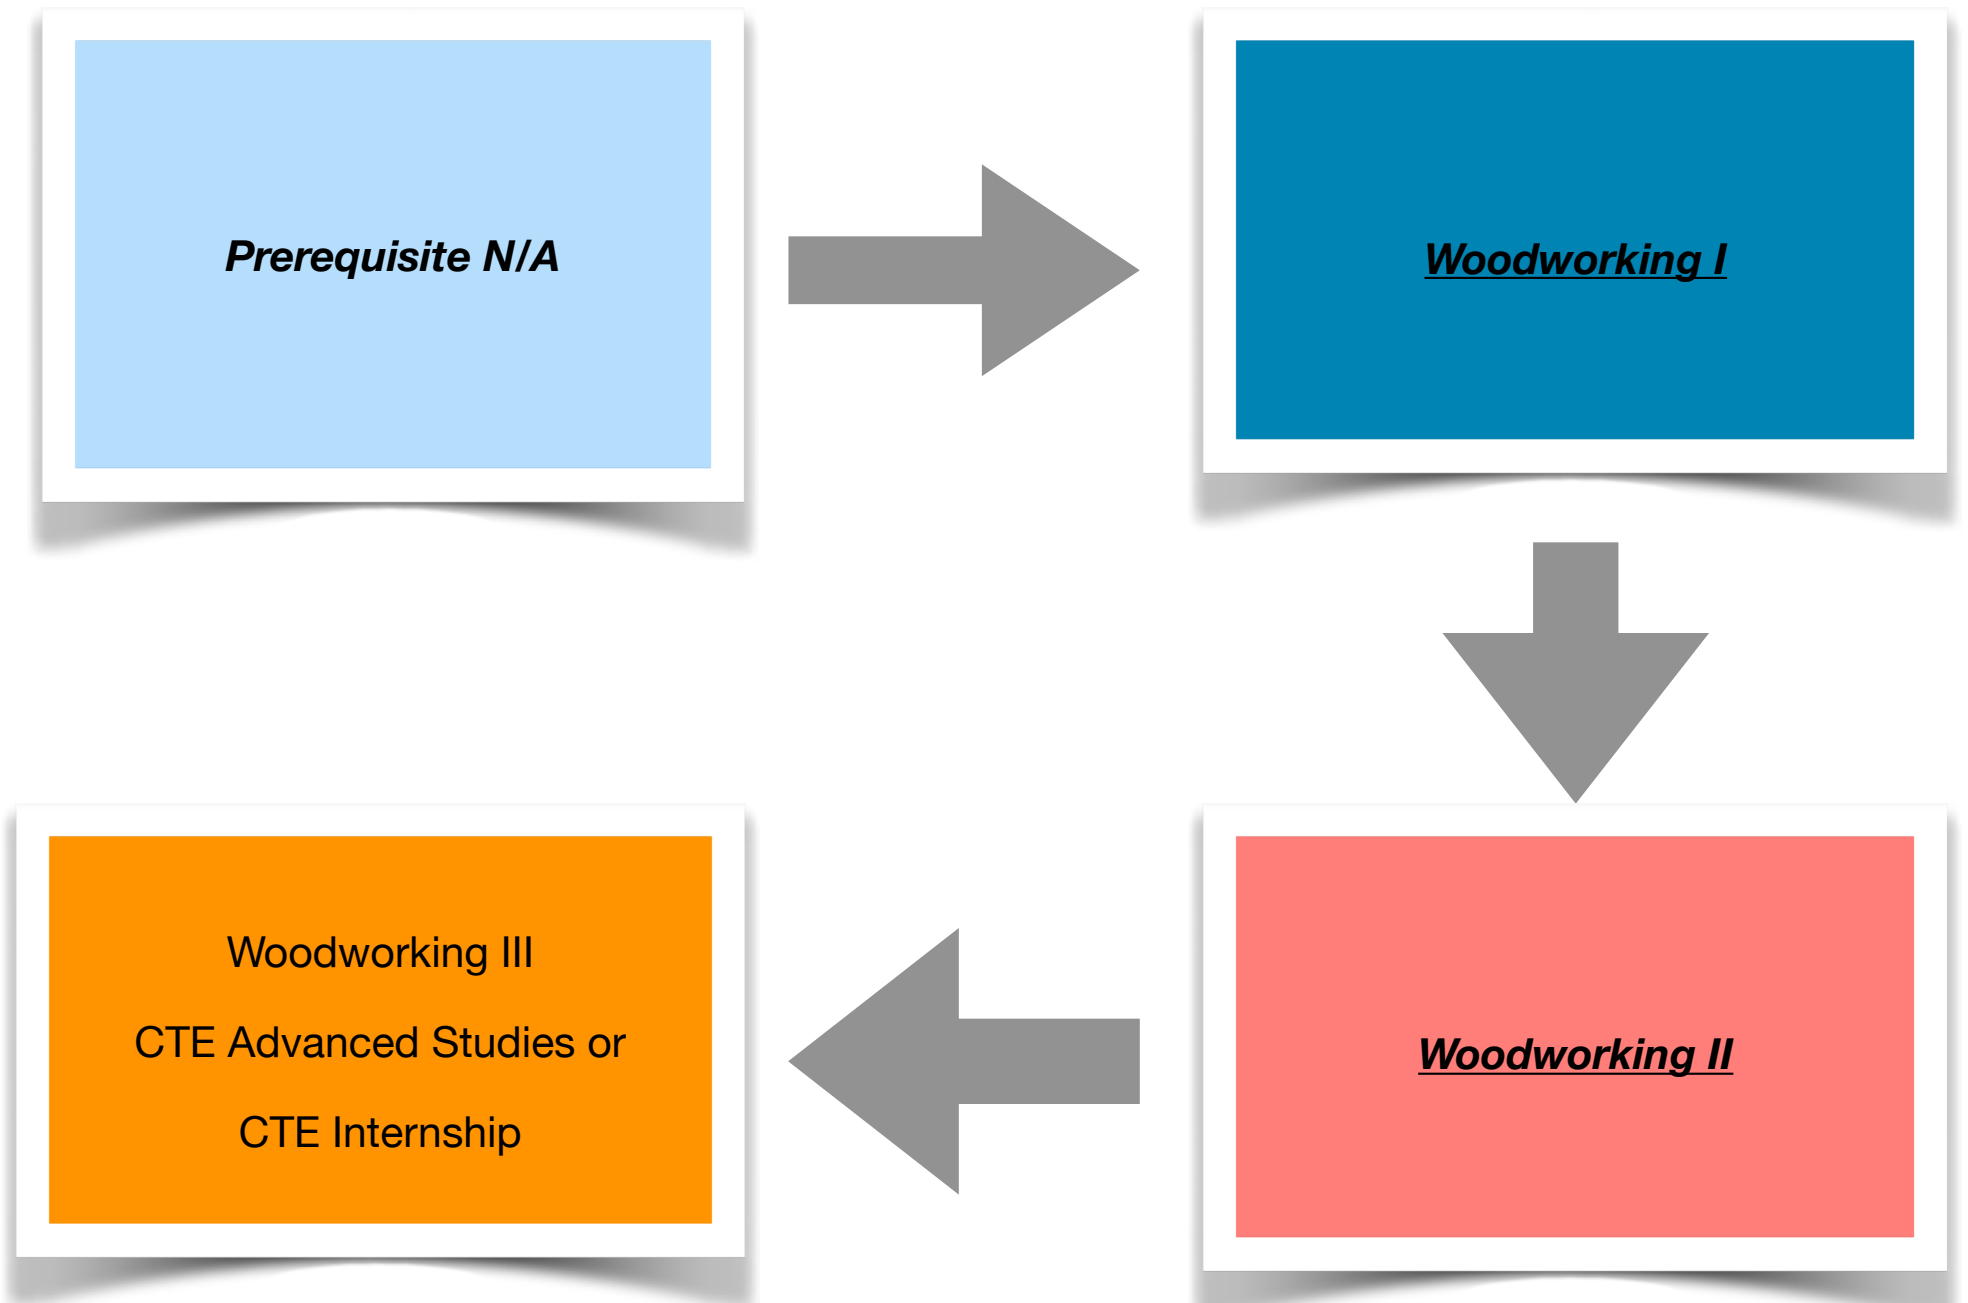 Prerequisite N/A
Woodworking I
Woodworking II
Woodworking III
CTE Advanced Studies or
CTE Internship